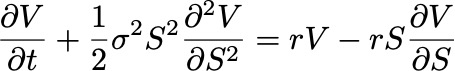 ∂V/∂t + 1/2 σ²S² ∂²V/∂S² = rV − rS ∂V/∂S